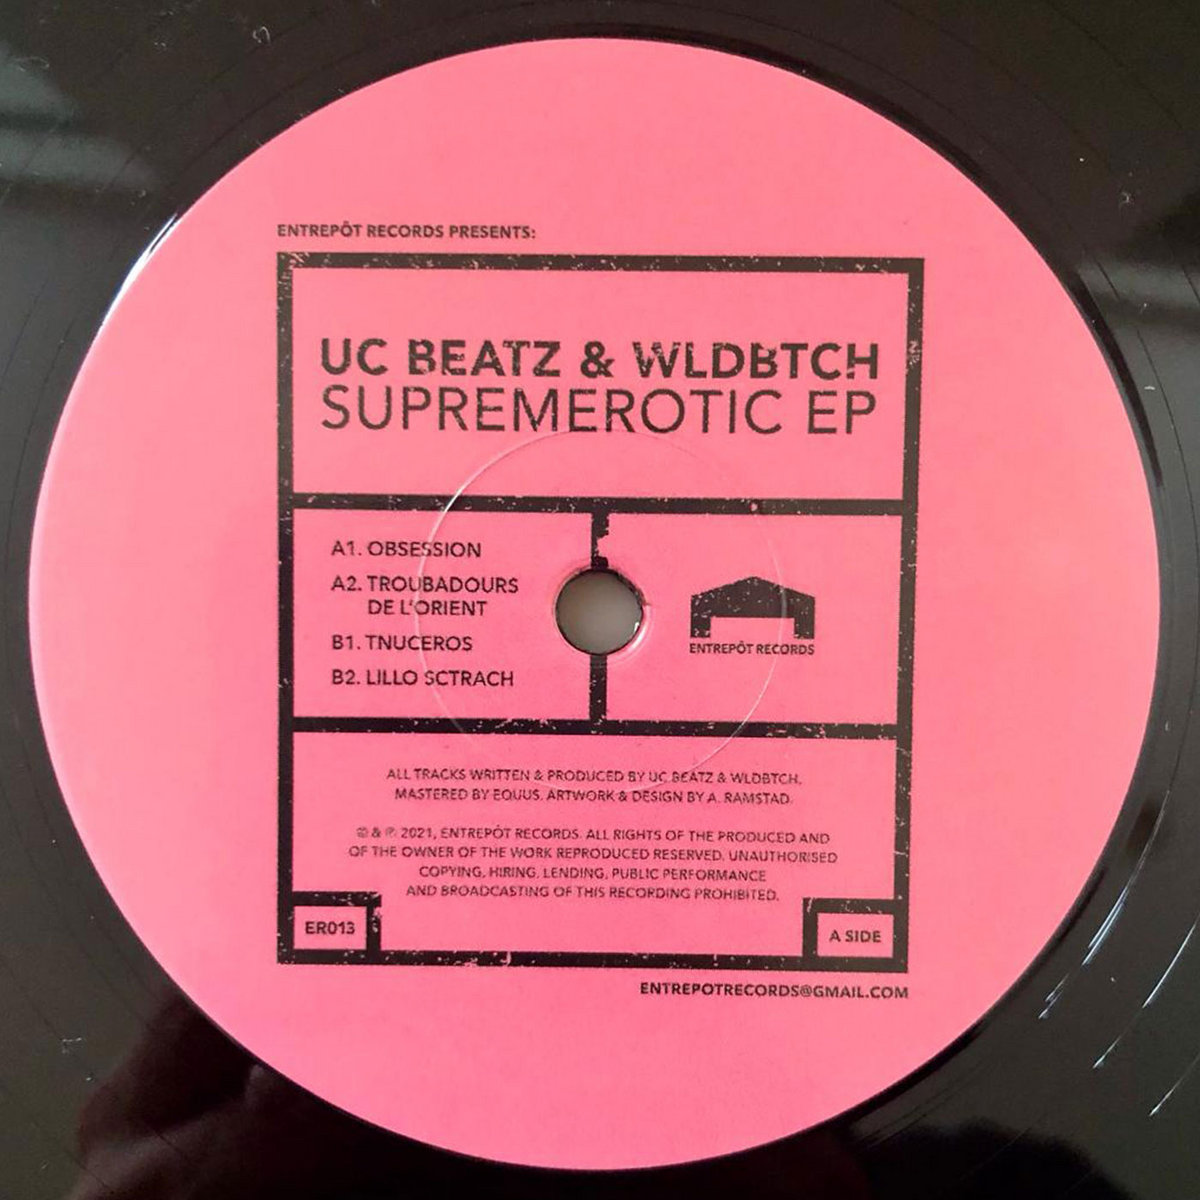 ENTREPÔT RECORDS PRESENTS:
UC BEATZ & WLDBTCH
SUPREMEROTIC EP
A1. OBSESSION
A2. TROUBADOURS
DE L'ORIENT
B1. TNUCEROS
B2. LILLO SCTRACH
ENTREPÔT RECORDS
ALL TRACKS WRITTEN & PRODUCED BY UC BEATZ & WLDBTCH.
MASTERED BY EQUUS. ARTWORK & DESIGN BY A. RAMSTAD.
© & ℗ 2021, ENTREPÔT RECORDS. ALL RIGHTS OF THE PRODUCED AND
OF THE OWNER OF THE WORK REPRODUCED RESERVED. UNAUTHORISED
COPYING, HIRING, LENDING, PUBLIC PERFORMANCE
AND BROADCASTING OF THIS RECORDING PROHIBITED.
ER013
A SIDE
ENTREPOTRECORDS@GMAIL.COM